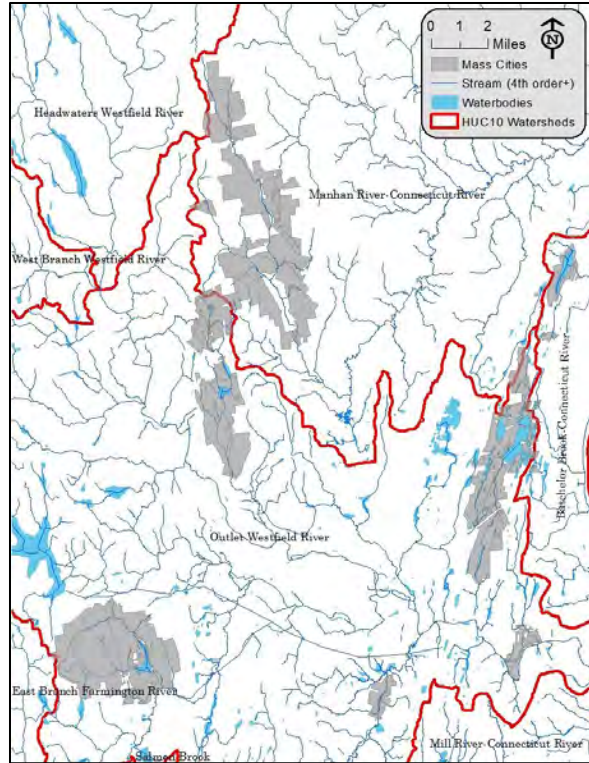 0 1 2
Miles
N
Mass Cities
Stream (4th order+)
Waterbodies
HUC10 Watersheds
Headwaters Westfield River
Manhan River-Connecticut River
West Branch Westfield River
Batchelor Brook-Connecticut River
Outlet Westfield River
East Branch Farmington River
Salmon Brook
Mill River-Connecticut River